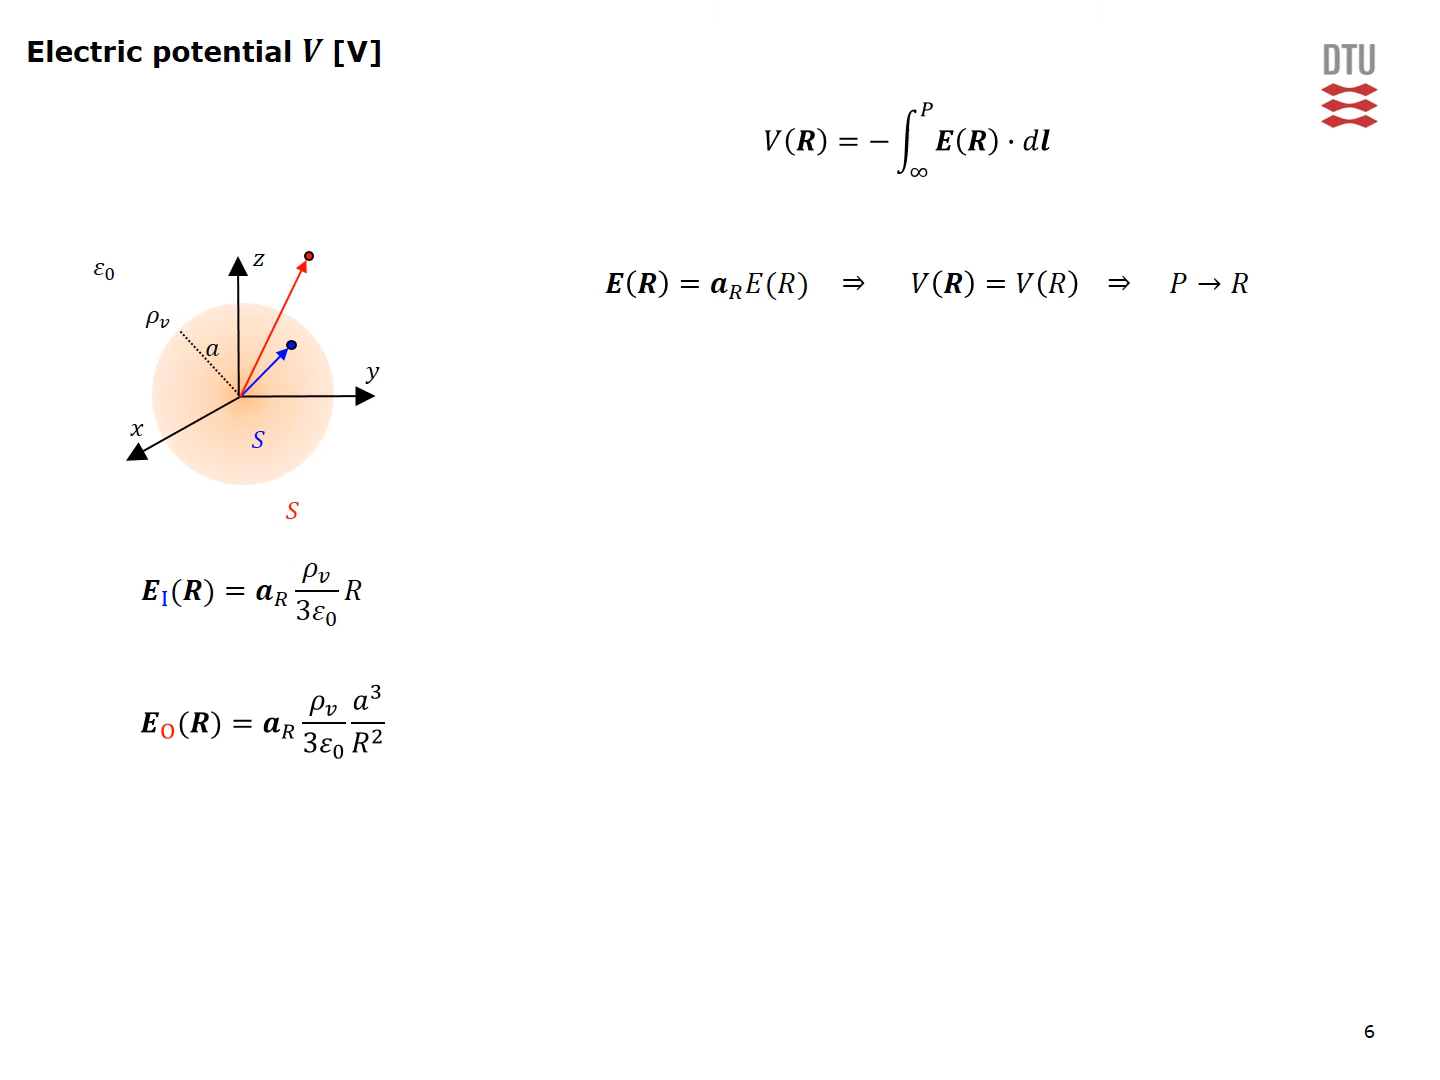 Electric potential V [V]
DTU
V(R) = −∫_∞^P E(R) · dl
ε₀
z
ρᵥ
a
y
x
S
S
E(R) = a_R E(R) ⇒ V(R) = V(R) ⇒ P → R
E_I(R) = a_R ρᵥ/3ε₀ R
E_O(R) = a_R ρᵥ/3ε₀ a³/R²
6